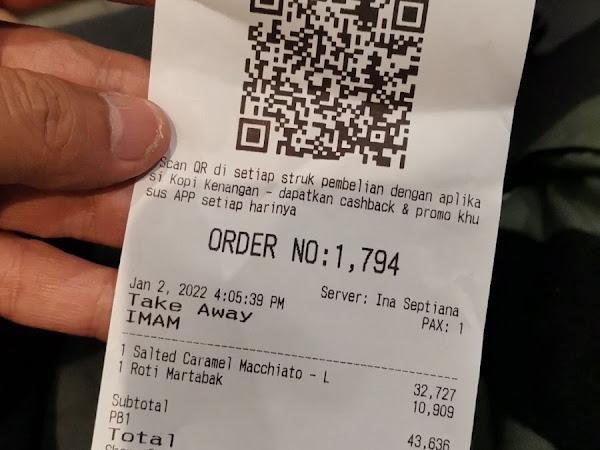 Scan QR di setiap struk pembelian dengan aplika
si Kopi Kenangan - dapatkan cashback & promo khu
sus APP setiap harinya
ORDER NO:1,794
Jan 2, 2022 4:05:39 PM Server: Ina Septiana
Take Away PAX: 1
IMAM
1 Salted Caramel Macchiato - L 32,727
1 Roti Martabak 10,909
Subtotal 43,636
PB1
Total